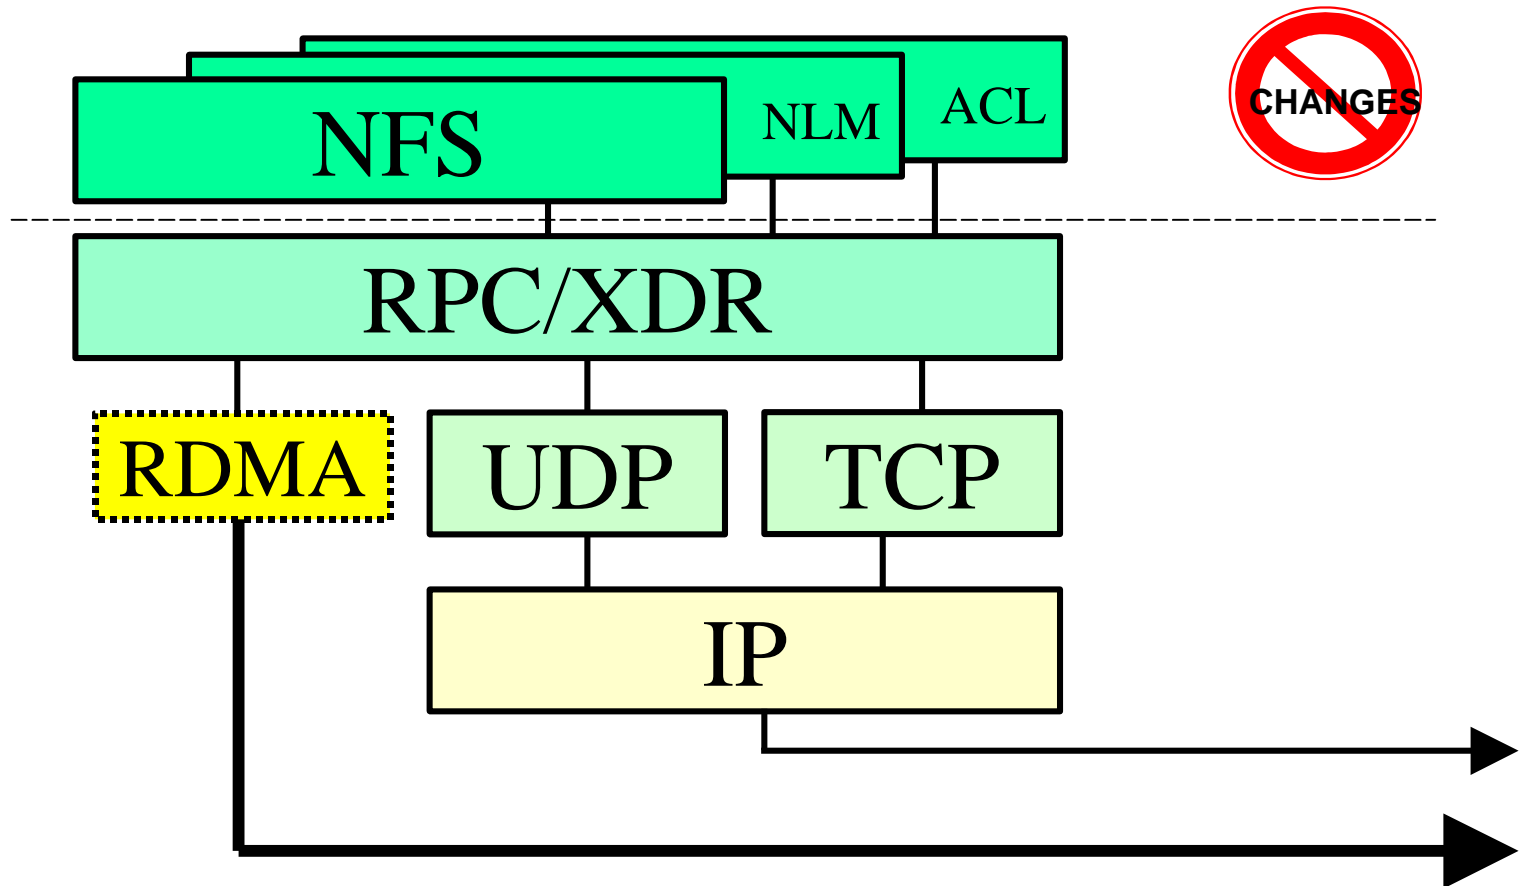 NFS
NLM
ACL
CHANGES
RPC/XDR
RDMA
UDP
TCP
IP